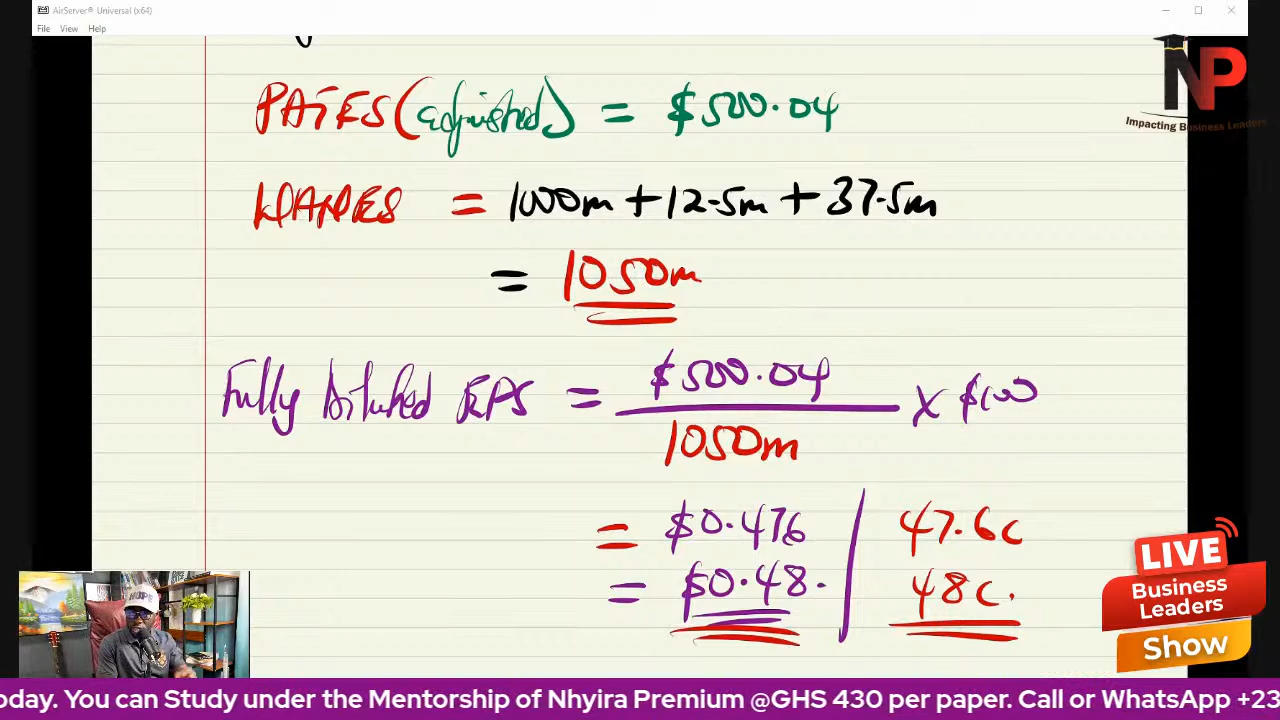 AirServer® Universal (x64)
File View Help
NP
Impacting Business Leaders
PATES (adjusted) = $500.04
= 1000m + 12.5m + 37.5m
= 1050m
Fully Diluted EPS = $500.04 / 1050m x $100
= $0.476 | 47.6c
= $0.48. | 48c.
LIVE
Business
Leaders
Show
oday. You can Study under the Mentorship of Nhyira Premium @GHS 430 per paper. Call or WhatsApp +23